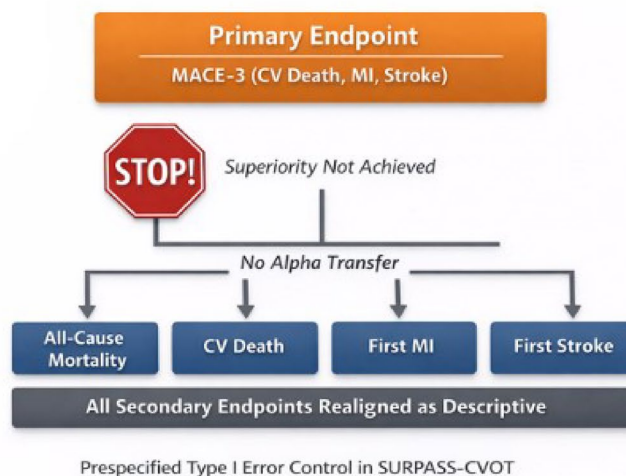 Primary Endpoint
MACE-3 (CV Death, MI, Stroke)
STOP!
Superiority Not Achieved
No Alpha Transfer
All-Cause
Mortality
CV Death
First MI
First Stroke
All Secondary Endpoints Realigned as Descriptive
Prespecified Type I Error Control in SURPASS-CVOT